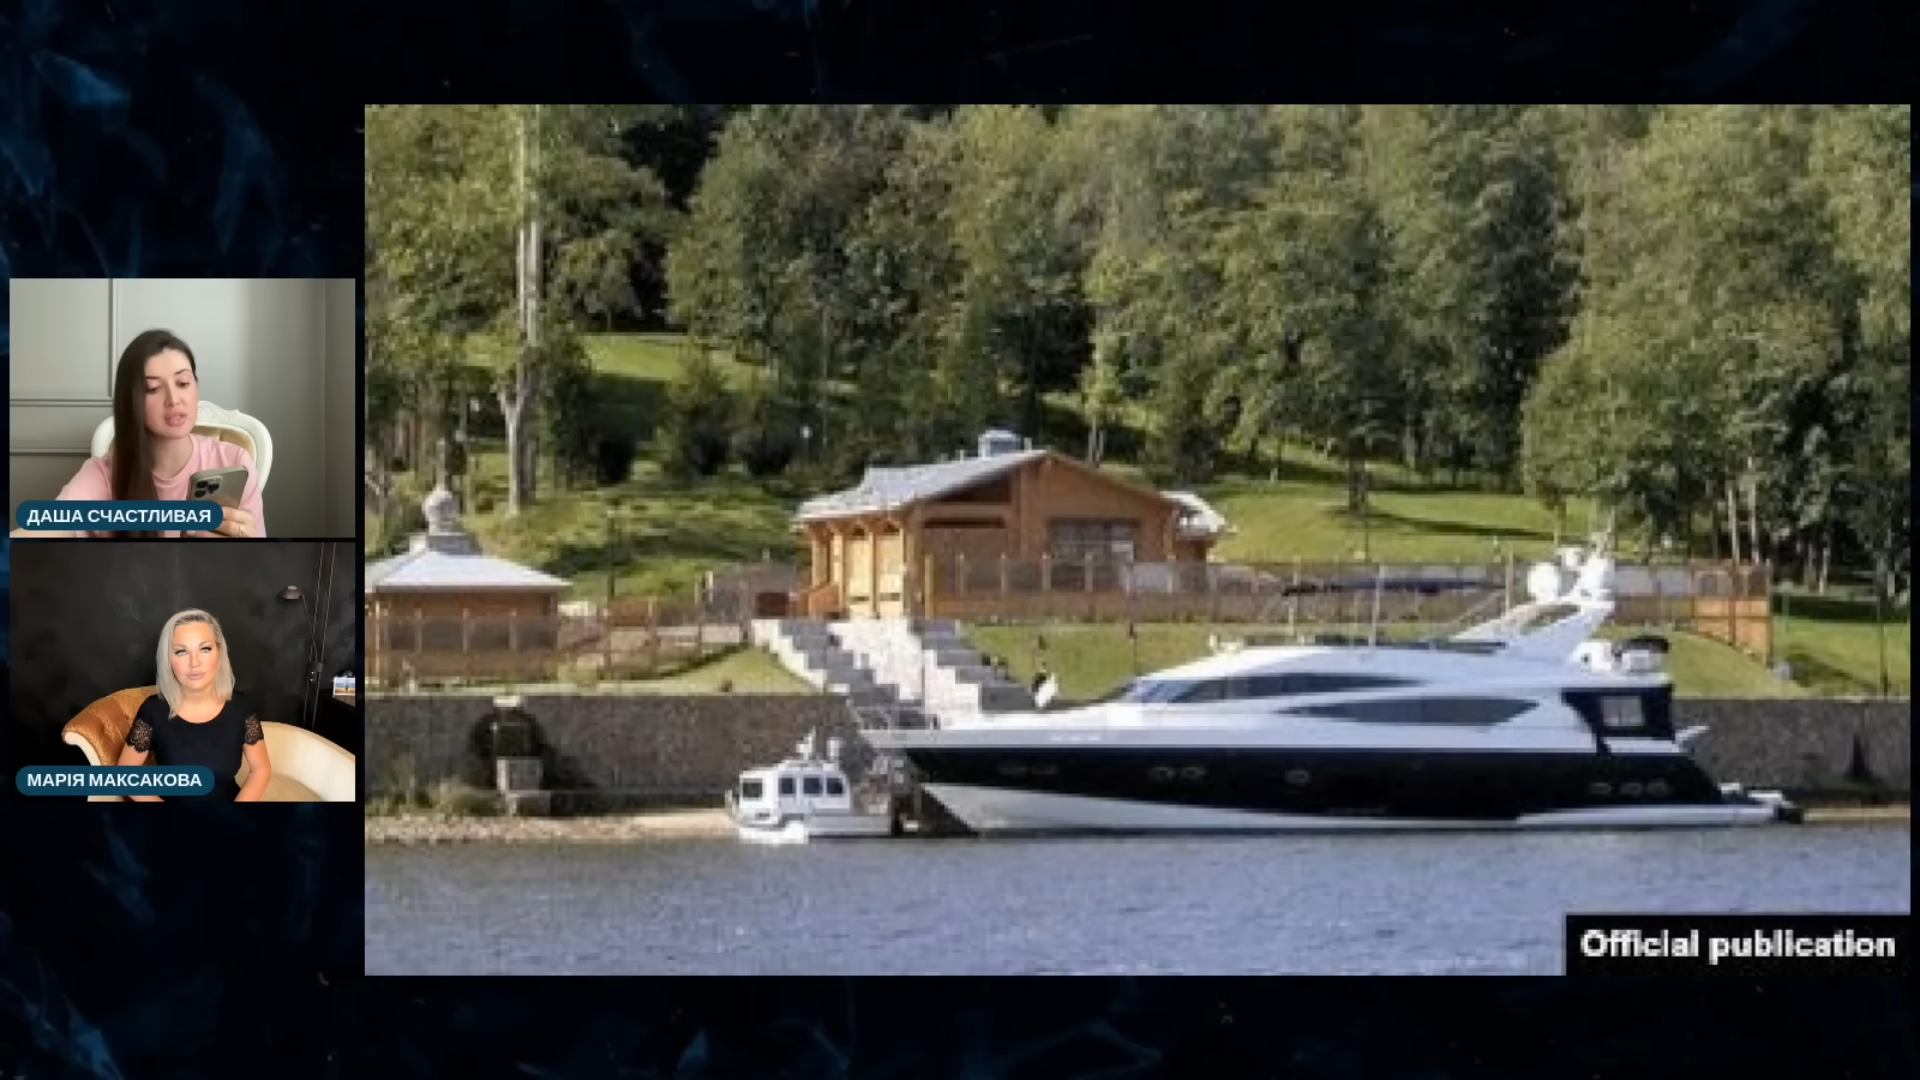 ДАША СЧАСТЛИВАЯ
МАРІЯ МАКСАКОВА
Official publication